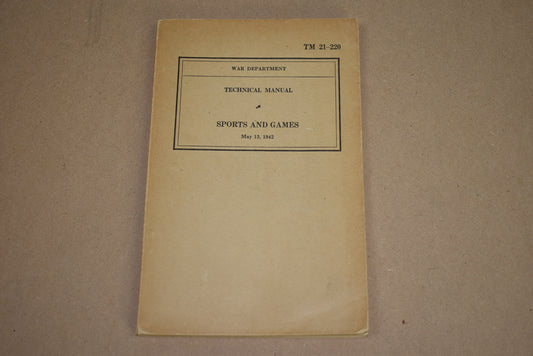 TM 21-220
WAR DEPARTMENT
TECHNICAL MANUAL
SPORTS AND GAMES
May 13, 1942